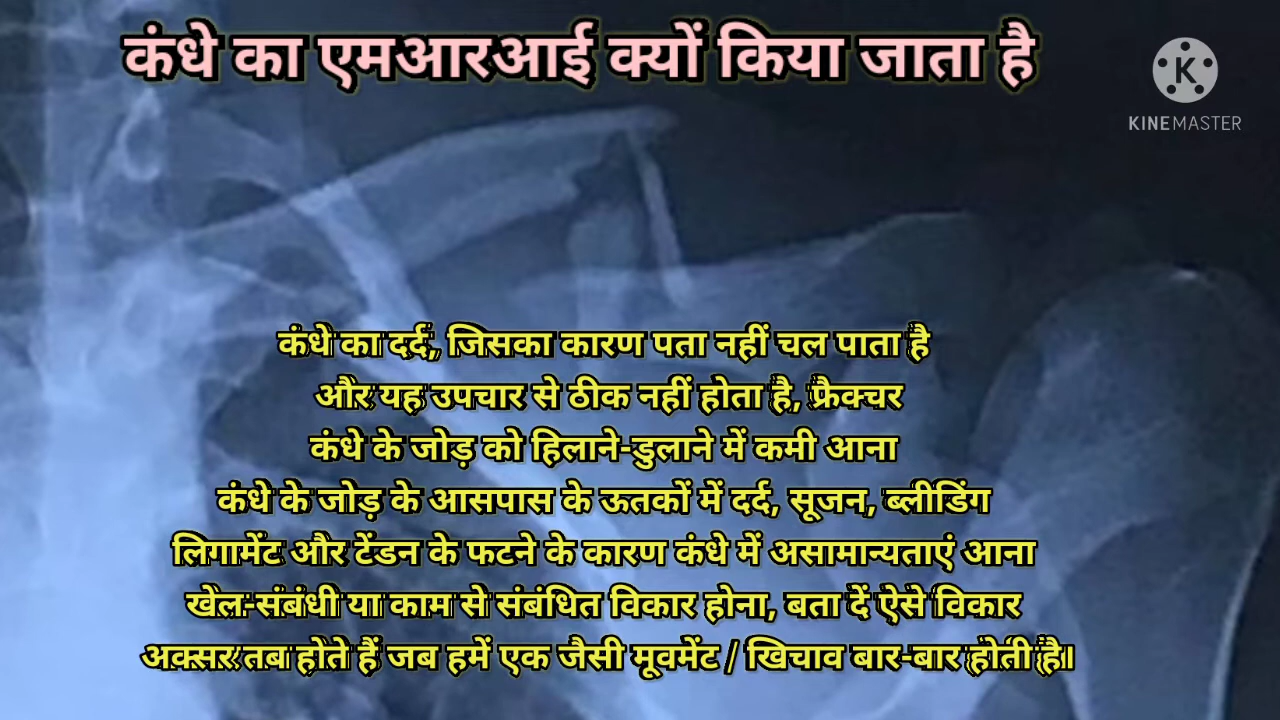 कंधे का एमआरआई क्यों किया जाता है
KINEMASTER
कंधे का दर्द, जिसका कारण पता नहीं चल पाता है
और यह उपचार से ठीक नहीं होता है, फ्रैक्चर
कंधे के जोड़ को हिलाने-डुलाने में कमी आना
कंधे के जोड़ के आसपास के ऊतकों में दर्द, सूजन, ब्लीडिंग
लिगामेंट और टेंडन के फटने के कारण कंधे में असामान्यताएं आना
खेल-संबंधी या काम से संबंधित विकार होना, बता दें ऐसे विकार
अक्सर तब होते हैं जब हमें एक जैसी मूवमेंट / खिचाव बार-बार होती है।